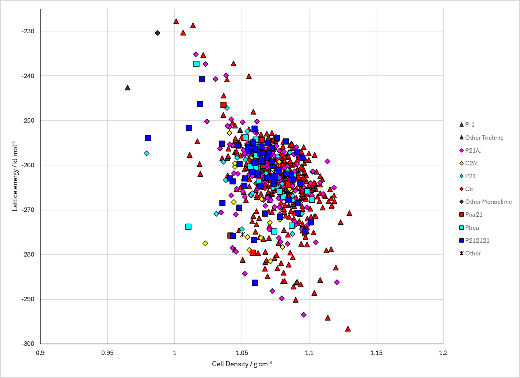 -230
-240
-250
-260
-270
-280
-290
-300
0.9
0.95
1
1.05
1.1
1.15
1.2
Lattice energy / kJ mol⁻¹
Cell Density / g cm⁻³
P-1
Other Triclinic
P21/c
C2/c
P21
Cc
Other Monoclinic
Pna21
Pbca
P212121
Other